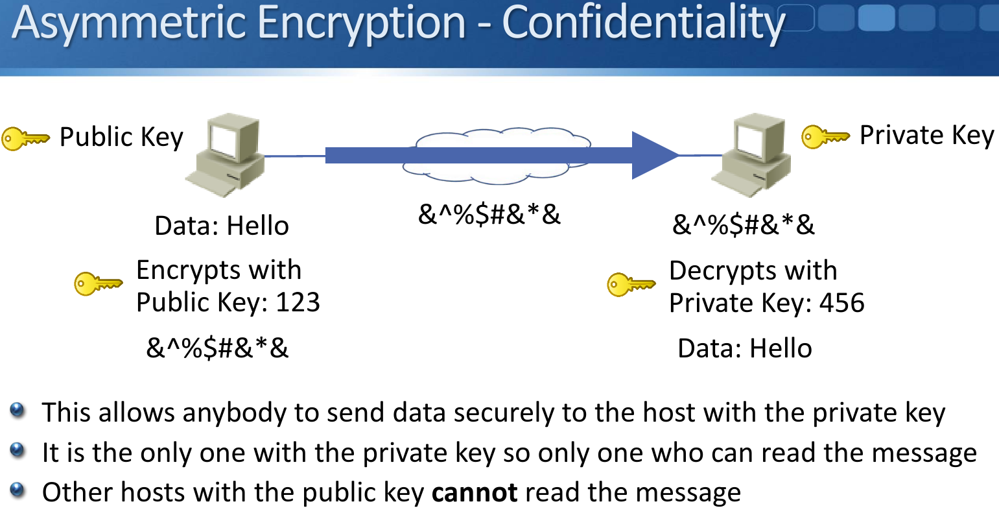 Asymmetric Encryption - Confidentiality
Public Key
Private Key
&^%$#&*&
Data: Hello
Encrypts with
Public Key: 123
&^%$#&*&
&^%$#&*&
Decrypts with
Private Key: 456
Data: Hello
This allows anybody to send data securely to the host with the private key
It is the only one with the private key so only one who can read the message
Other hosts with the public key cannot read the message